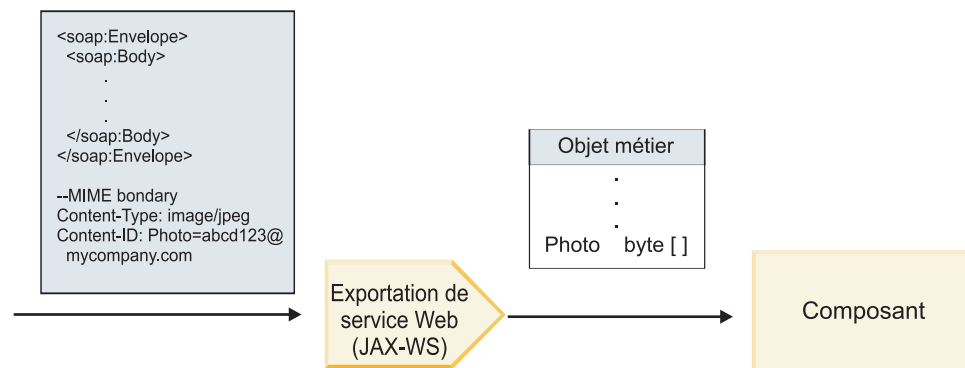 <soap:Envelope>
<soap:Body>
.
.
.
</soap:Body>
</soap:Envelope>
--MIME bondary
Content-Type: image/jpeg
Content-ID: Photo=abcd123@
mycompany.com
Objet métier
.
.
.
Photo byte [ ]
Exportation de
service Web
(JAX-WS)
Composant